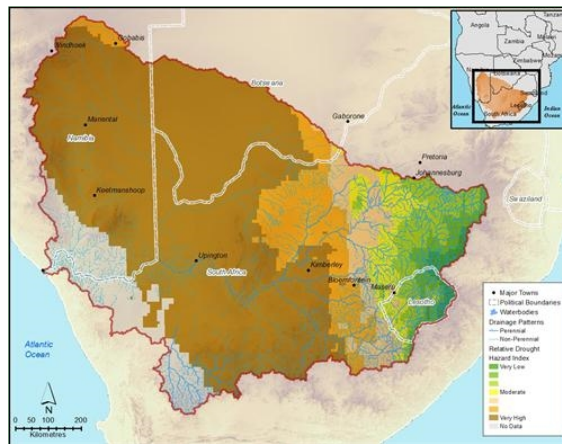 Windhoek
Gobabis
Botswana
Mariental
Namibia
Gaborone
Keetmanshoop
Pretoria
Johannesburg
Swaziland
Upington
South Africa
Kimberley
Bloemfontein
Maseru
Lesotho
Atlantic
Ocean
N
0 50 100 200
Kilometres
Angola
Zambia
Zimbabwe
Botswana
Swaziland
Lesotho
South Africa
Atlantic
Ocean
Indian
Ocean
Major Towns
Political Boundaries
Waterbodies
Drainage Patterns
Perennial
Non-Perennial
Relative Drought
Hazard Index
Very Low
Moderate
Very High
No Data